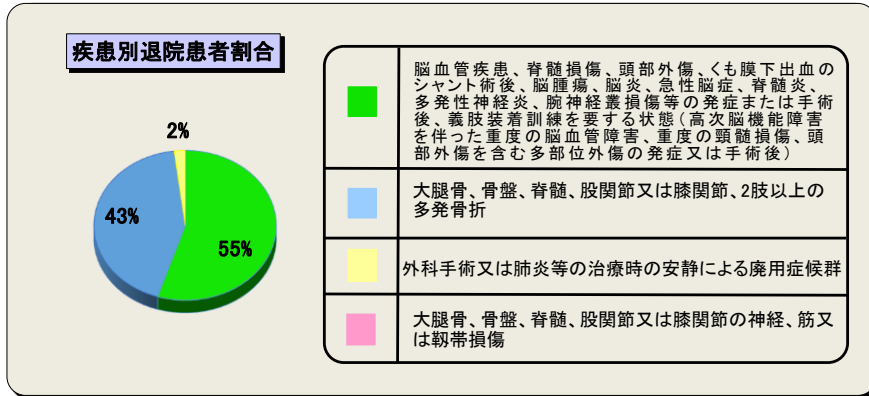 疾患別退院患者割合
2%
43%
55%
脳血管疾患、脊髄損傷、頭部外傷、くも膜下出血の
シャント術後、脳腫瘍、脳炎、急性脳症、脊髄炎、
多発性神経炎、腕神経叢損傷等の発症または手術
後、義肢装着訓練を要する状態(高次脳機能障害
を伴った重度の脳血管障害、重度の頸髄損傷、頭
部外傷を含む多部位外傷の発症又は手術後)
大腿骨、骨盤、脊髄、股関節又は膝関節、2肢以上の
多発骨折
外科手術又は肺炎等の治療時の安静による廃用症候群
大腿骨、骨盤、脊髄、股関節又は膝関節の神経、筋又
は靱帯損傷